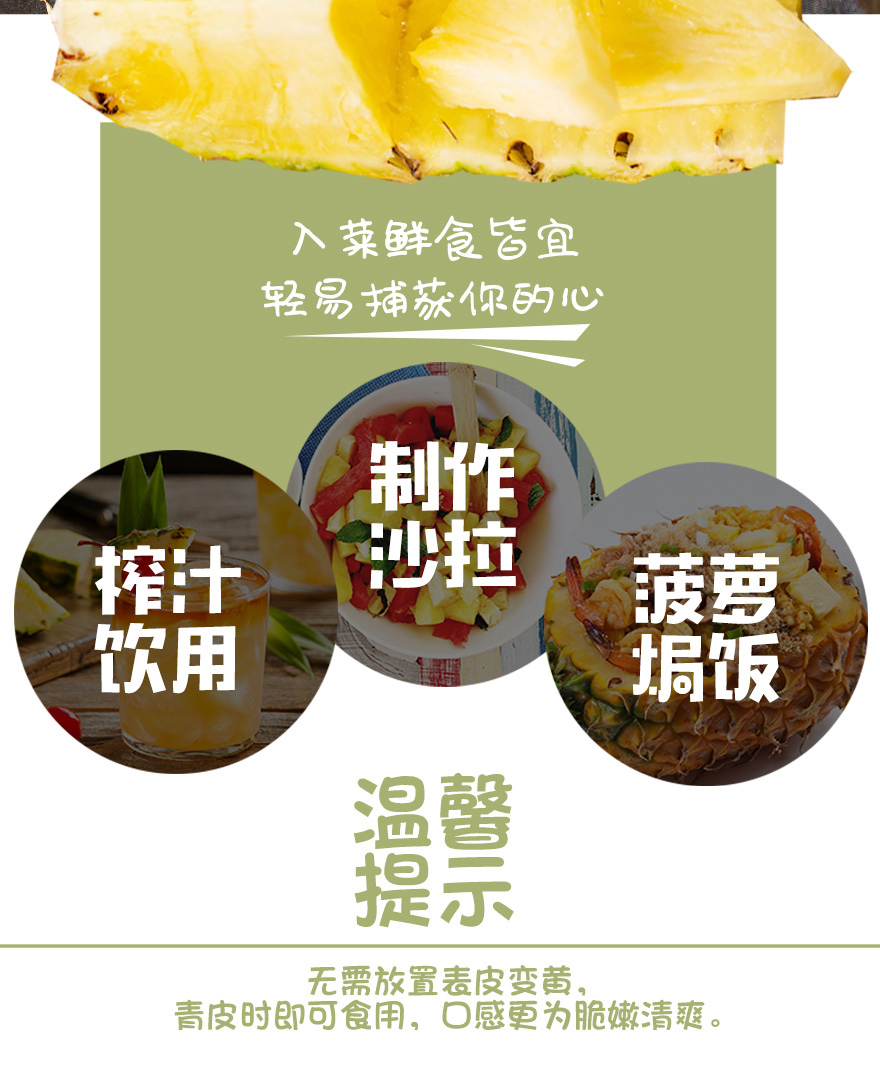 入菜鲜食皆宜
轻易捕获你的心
制作
沙拉
榨汁
饮用
菠萝
焗饭
温馨
提示
无需放置表皮变黄，
青皮时即可食用，口感更为脆嫩清爽。